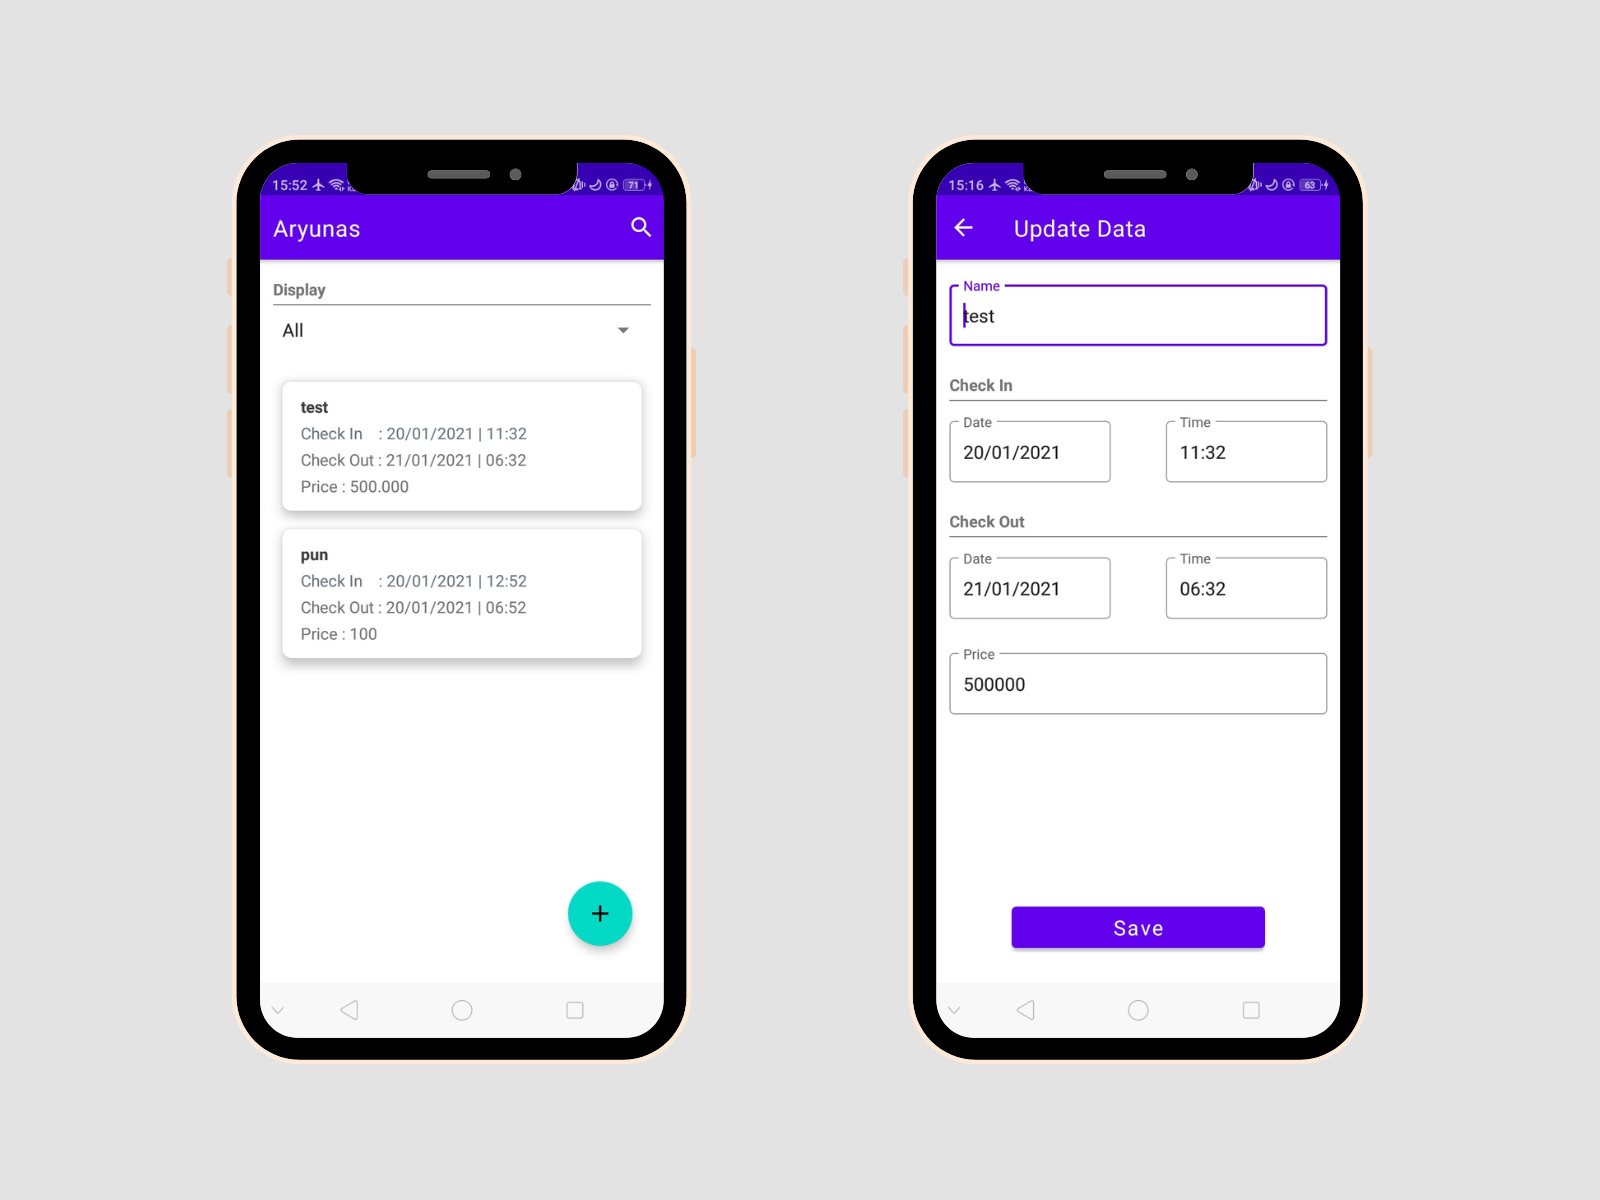 15:52
71
Aryunas
Display
All
test
Check In : 20/01/2021 | 11:32
Check Out : 21/01/2021 | 06:32
Price : 500.000
pun
Check In : 20/01/2021 | 12:52
Check Out : 20/01/2021 | 06:52
Price : 100
+
15:16
63
Update Data
Name
test
Check In
Date
Time
20/01/2021
11:32
Check Out
Date
Time
21/01/2021
06:32
Price
500000
Save